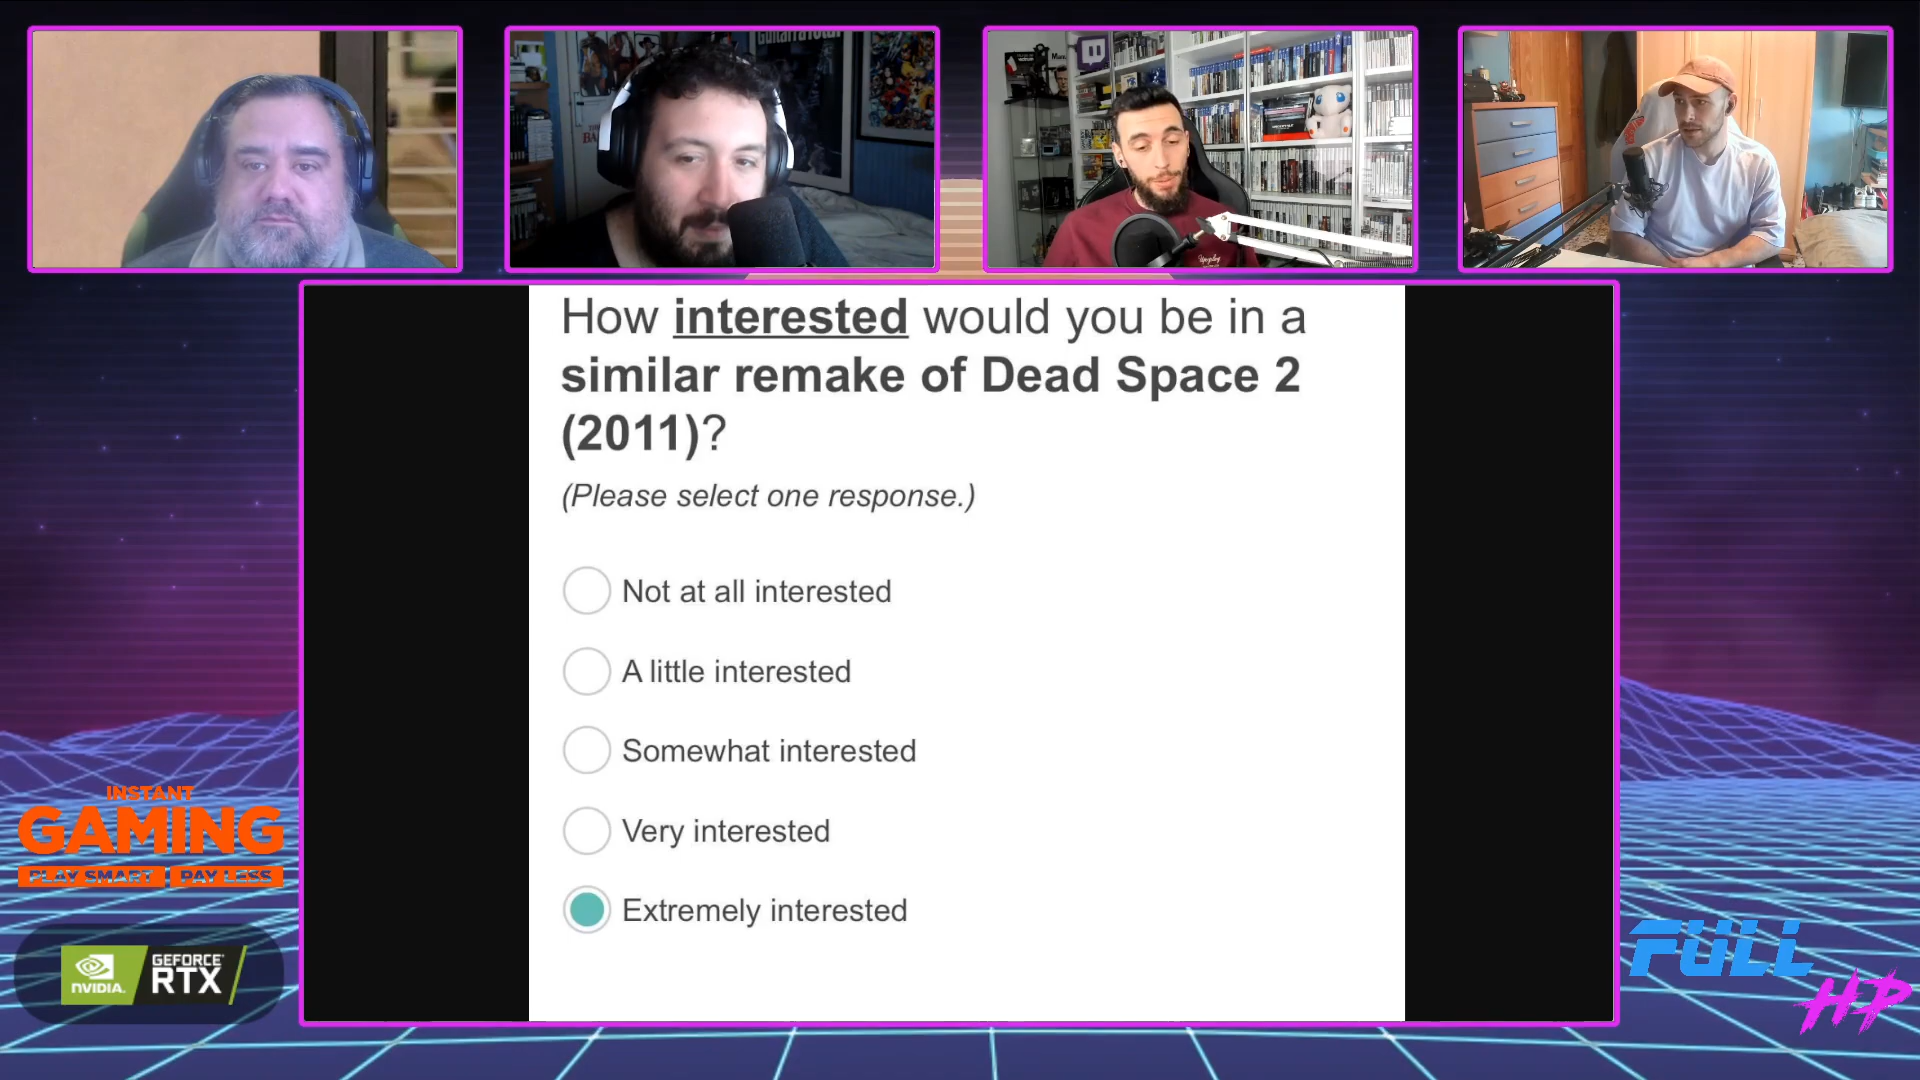 GuitarraTotal
How interested would you be in a
similar remake of Dead Space 2
(2011)?
(Please select one response.)
Not at all interested
A little interested
Somewhat interested
Very interested
Extremely interested
INSTANT
GAMING
PLAY SMART PAY LESS
NVIDIA.
GEFORCE
RTX
FULL
HP